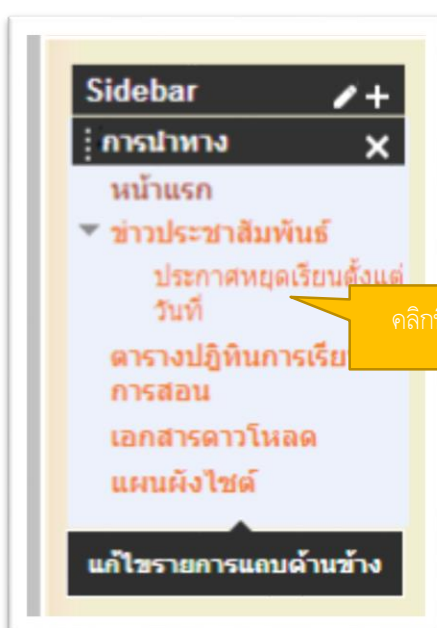 Sidebar
การนำทาง
หน้าแรก
ข่าวประชาสัมพันธ์
ประกาศหยุดเรียนตั้งแต่
วันที่
คลิก
ตารางปฏิทินการเรีย
การสอน
เอกสารดาวโหลด
แผนผังไซต์
แก้ไขรายการแถบด้านข้าง